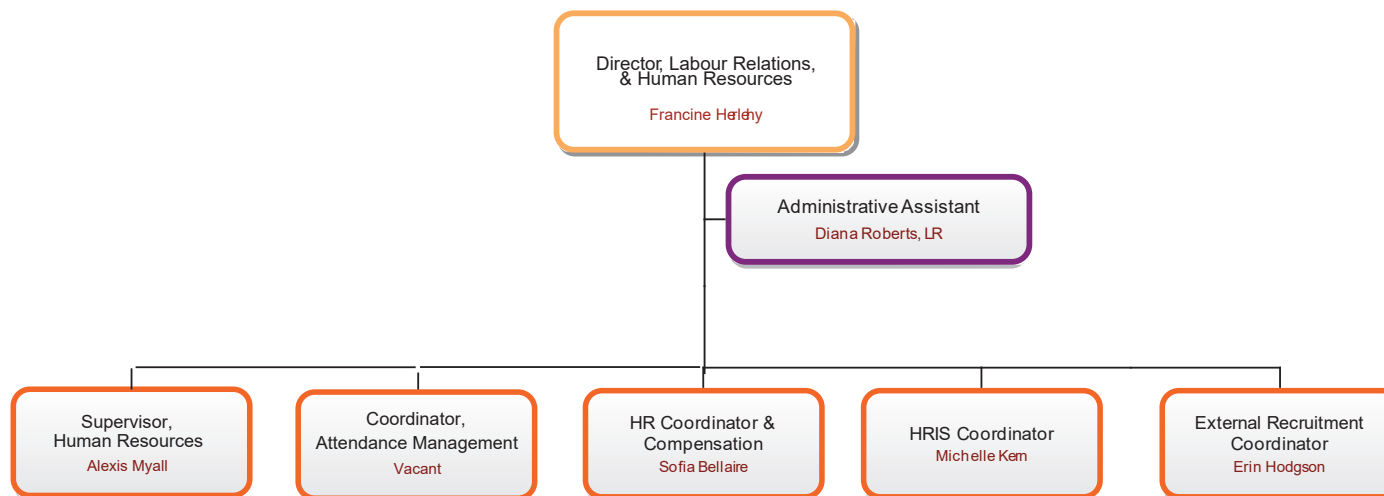 Director, Labour Relations,
& Human Resources
Francine Herlehy
Administrative Assistant
Diana Roberts, LR
Supervisor,
Human Resources
Alexis Myall
Coordinator,
Attendance Management
Vacant
HR Coordinator &
Compensation
Sofia Bellaire
HRIS Coordinator
Michelle Kern
External Recruitment
Coordinator
Erin Hodgson